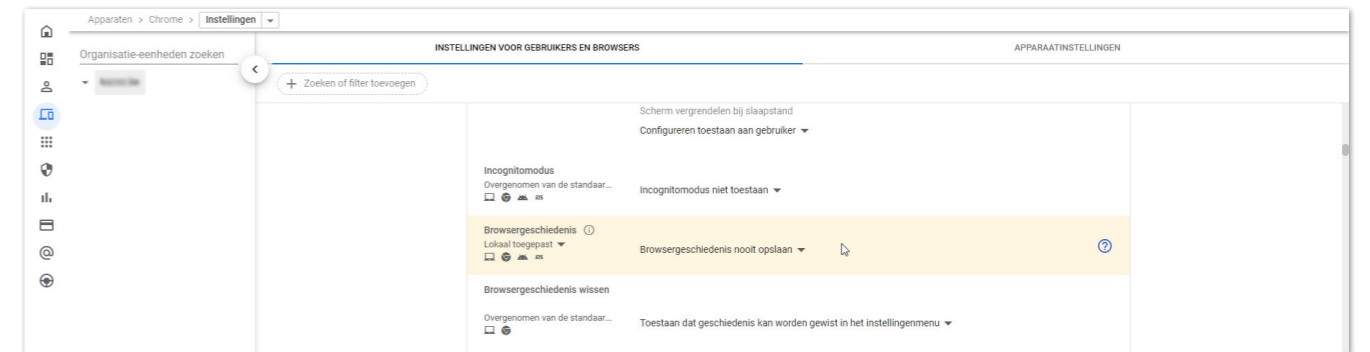 Apparaten > Chrome > Instellingen
Organisatie-eenheden zoeken
INSTELLINGEN VOOR GEBRUIKERS EN BROWSERS
APPARAATINSTELLINGEN
+ Zoeken of filter toevoegen
Scherm vergrendelen bij slaapstand
Configureren toestaan aan gebruiker
Incognitomodus
Overgenomen van de standaar...
iOS
Incognitomodus niet toestaan
Browsergeschiedenis
Lokaal toegepast
iOS
Browsergeschiedenis nooit opslaan
Browsergeschiedenis wissen
Overgenomen van de standaar...
Toestaan dat geschiedenis kan worden gewist in het instellingenmenu